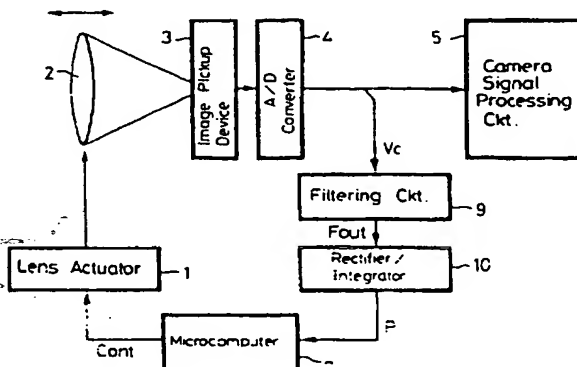 3
4
5
2
Image Pickup
Device
A/D
Converter
Camera
Signal
Processing
Ckt.
Vc
Filtering Ckt.
9
Fout
Lens Actuator
1
Rectifier/
Integrator
10
P
Cont
Microcomputer